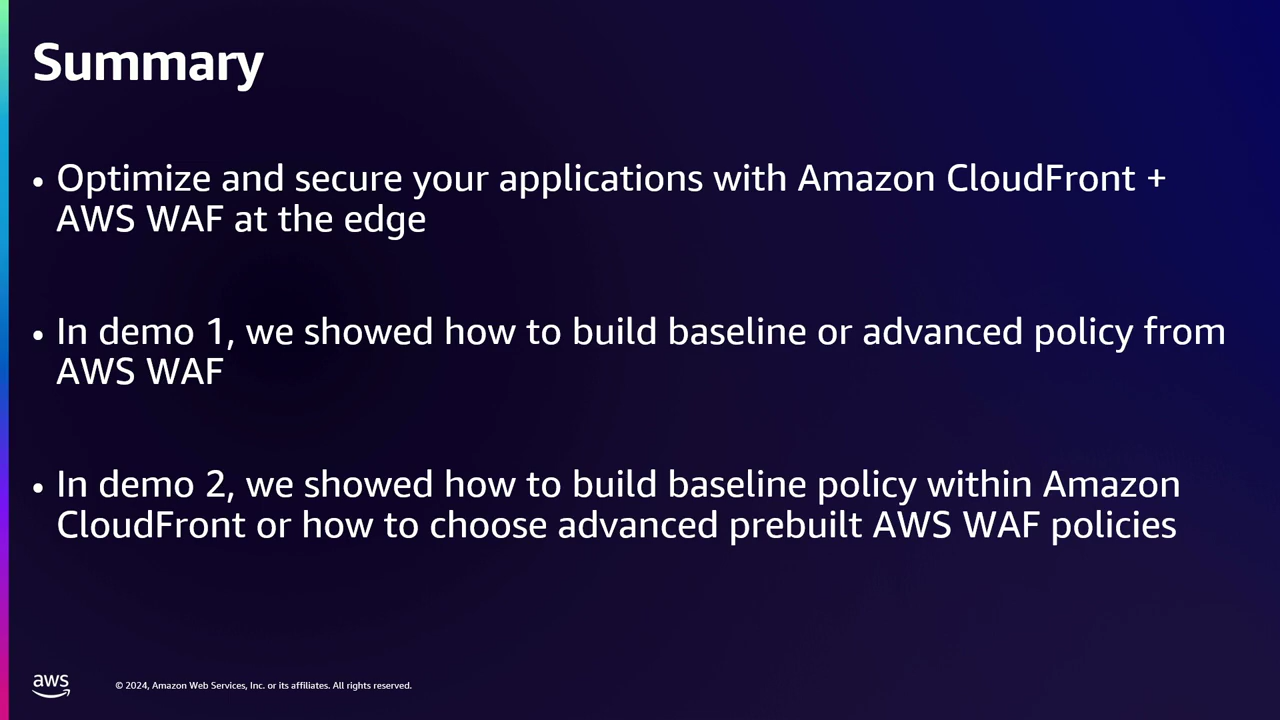 Summary
• Optimize and secure your applications with Amazon CloudFront +
AWS WAF at the edge
• In demo 1, we showed how to build baseline or advanced policy from
AWS WAF
• In demo 2, we showed how to build baseline policy within Amazon
CloudFront or how to choose advanced prebuilt AWS WAF policies
aws
© 2024, Amazon Web Services, Inc. or its affiliates. All rights reserved.